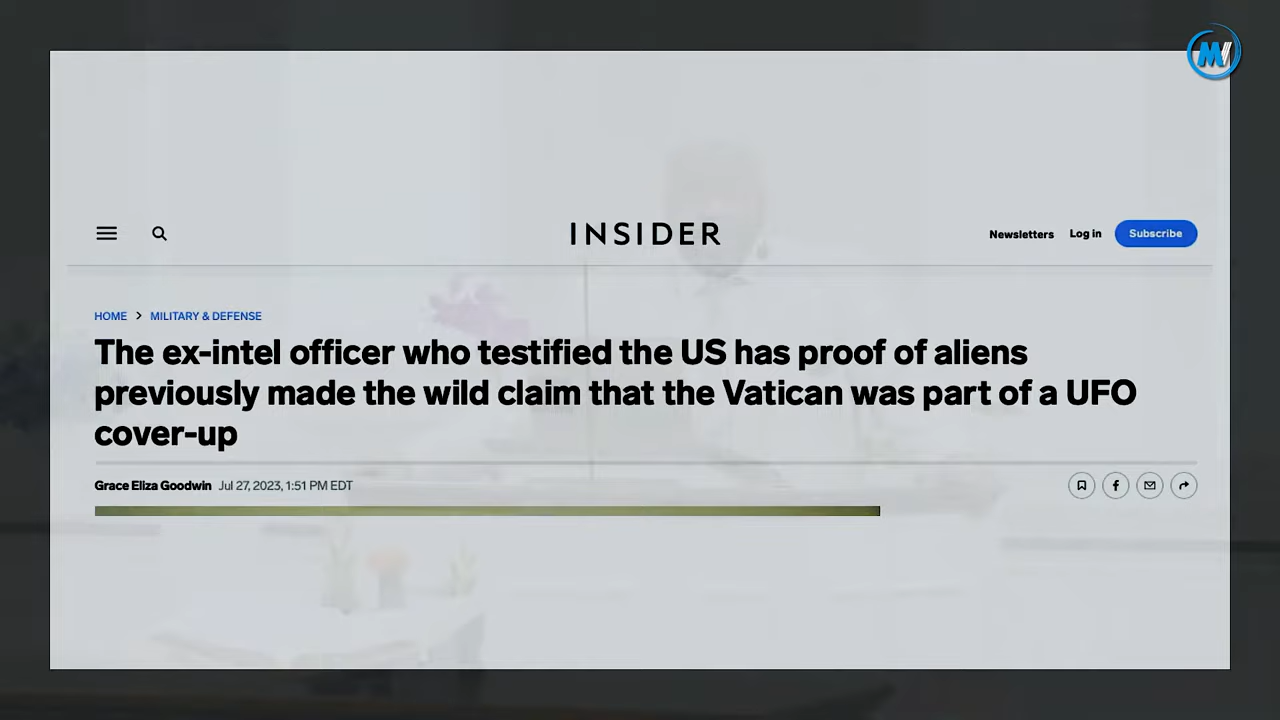 MV
INSIDER
Newsletters Log in Subscribe
HOME > MILITARY & DEFENSE
The ex-intel officer who testified the US has proof of aliens
previously made the wild claim that the Vatican was part of a UFO
cover-up
Grace Eliza Goodwin Jul 27, 2023, 1:51 PM EDT